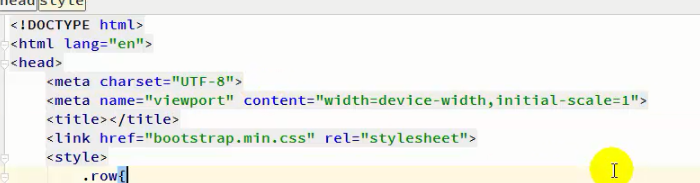 head style
<!DOCTYPE html>
<html lang="en">
<head>
<meta charset="UTF-8">
<meta name="viewport" content="width=device-width,initial-scale=1">
<title></title>
<link href="bootstrap.min.css" rel="stylesheet">
<style>
.row{